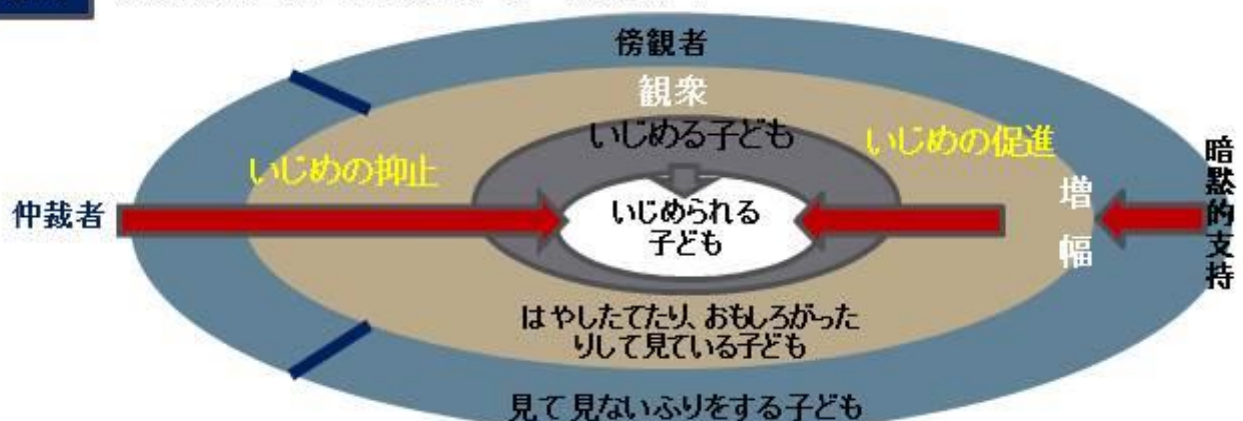 傍観者
観衆
いじめる子ども
いじめの抑止
いじめの促進
仲裁者
いじめられる
子ども
増
幅
暗黙的支持
はやしたてたり、おもしろがった
りして見ている子ども
見て見ないふりをする子ども